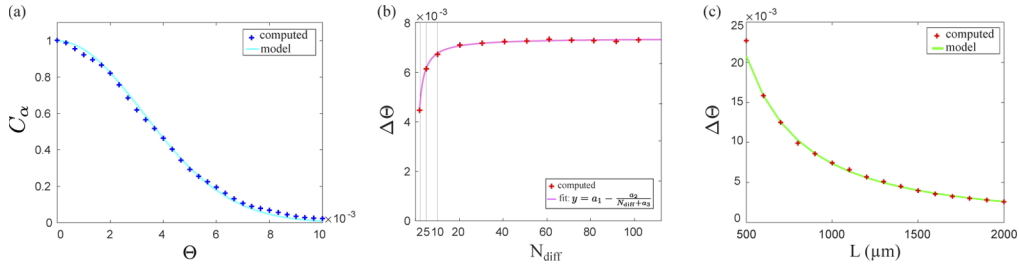 (a)
computed
model
1
0.8
0.6
0.4
0.2
0
C_α
0 2 4 6 8 10
×10⁻³
Θ
(b)
×10⁻³
8
6
4
2
0
ΔΘ
computed
fit: y = a₁ − a₂/(N_diff+a₃)
2 5 10 20 40 60 80 100
N_diff
(c)
×10⁻³
25
20
15
10
5
0
ΔΘ
computed
model
500 1000 1500 2000
L (µm)